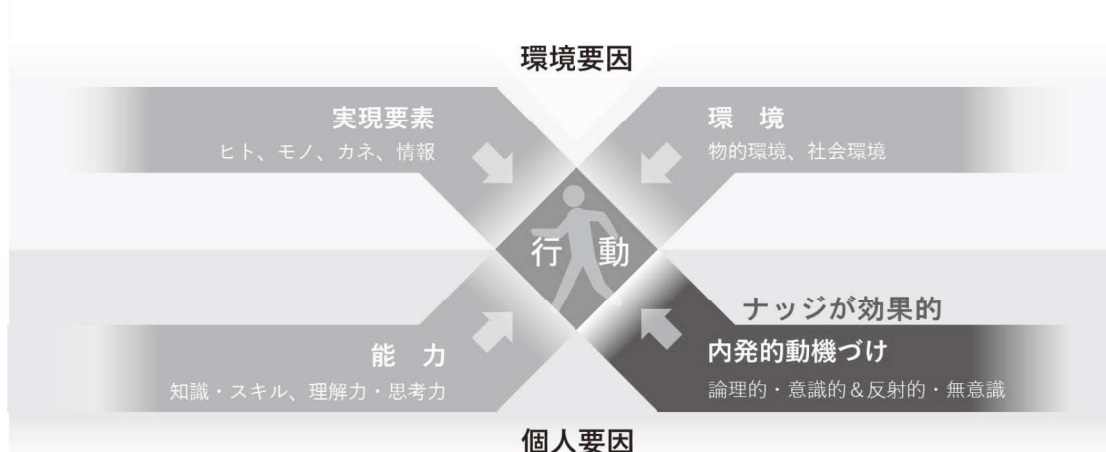 環境要因
実現要素
ヒト、モノ、カネ、情報
環 境
物的環境、社会環境
行 動
ナッジが効果的
能 力
知識・スキル、理解力・思考力
内発的動機づけ
論理的・意識的&反射的・無意識
個人要因